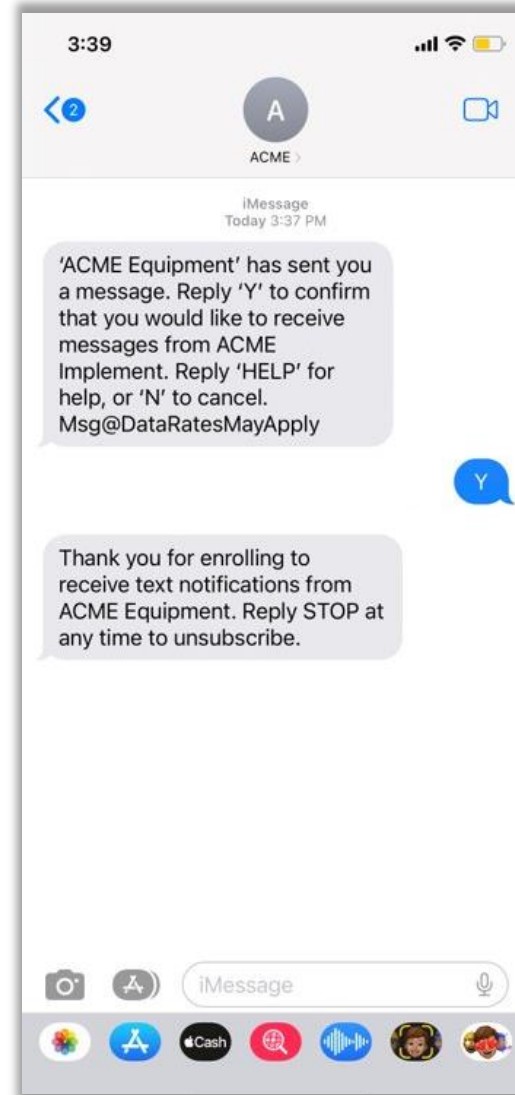 3:39
2
A
ACME >
iMessage
Today 3:37 PM
‘ACME Equipment’ has sent you
a message. Reply ‘Y’ to confirm
that you would like to receive
messages from ACME
Implement. Reply ‘HELP’ for
help, or ‘N’ to cancel.
Msg@DataRatesMayApply
Y
Thank you for enrolling to
receive text notifications from
ACME Equipment. Reply STOP at
any time to unsubscribe.
iMessage
Cash